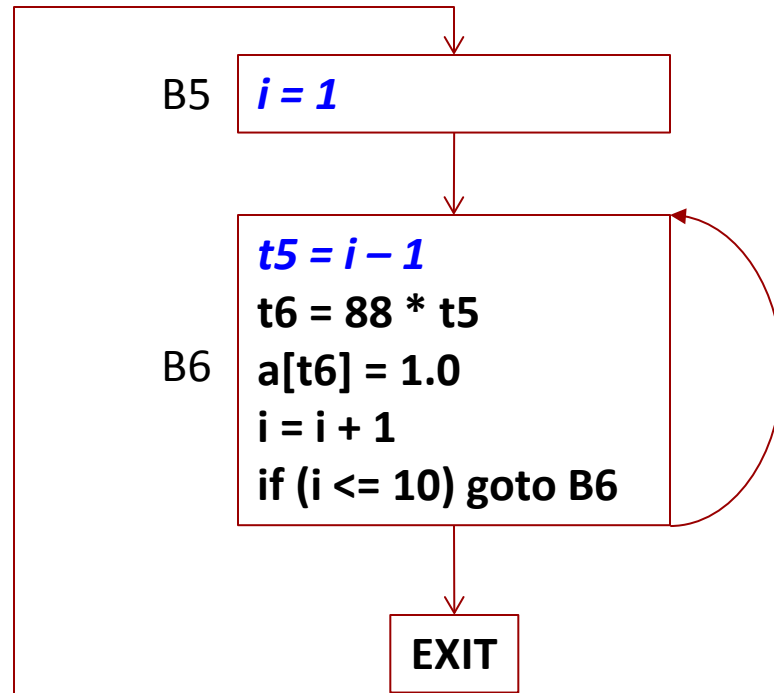 B5
i = 1
t5 = i – 1
t6 = 88 * t5
B6
a[t6] = 1.0
i = i + 1
if (i <= 10) goto B6
EXIT